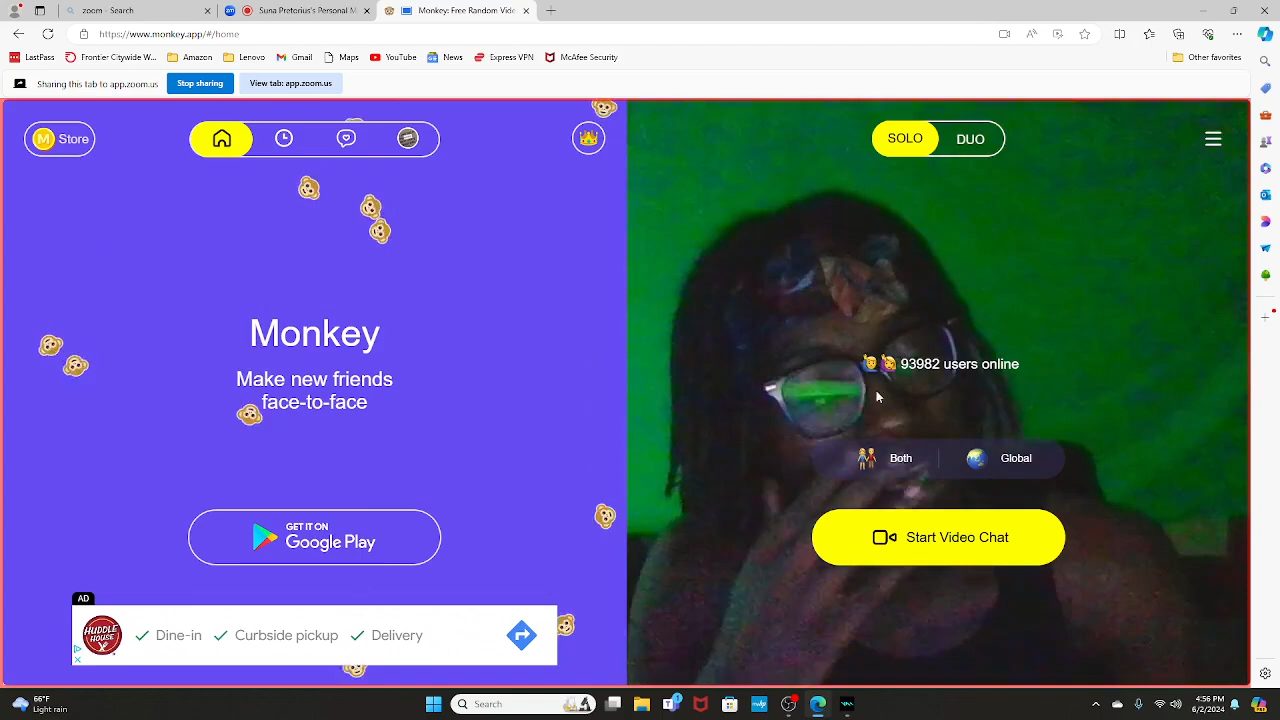 zoom - Search
Suna Pretorius's Personal M
Monkey: Free Random Vide
https://www.monkey.app/#/home
LastPass
Frontier Citywide W...
Amazon
Lenovo
Gmail
Maps
YouTube
News
Express VPN
McAfee Security
Other favorites
Sharing this tab to app.zoom.us
Stop sharing
View tab: app.zoom.us
M Store
SOLO
DUO
Monkey
Make new friends
face-to-face
93982 users online
Both
Global
GET IT ON
Google Play
Start Video Chat
AD
HUDDLE
HOUSE
Dine-in
Curbside pickup
Delivery
66°F
Light rain
Search
4:56 PM
6/2/2024